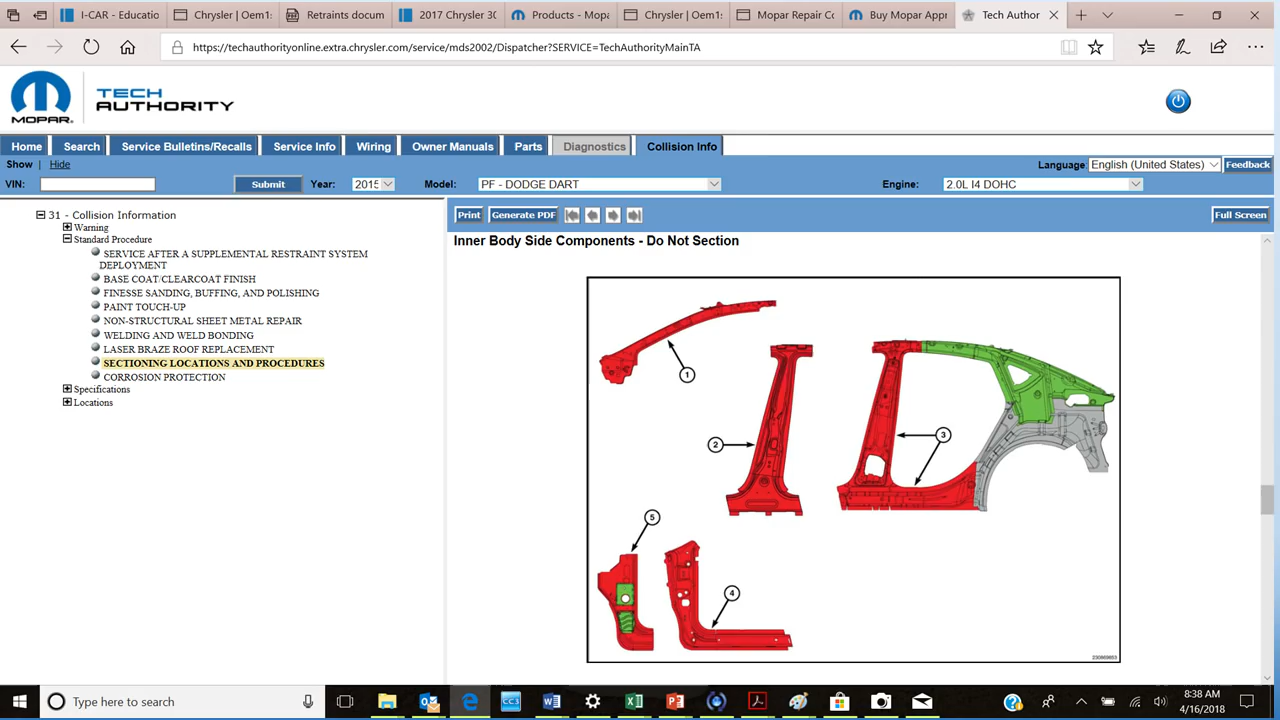 I-CAR - Educatio
Chrysler | Oem1s
Retraints docum
2017 Chrysler 30
Products - Mopa
Chrysler | Oem1s
Mopar Repair Co
Buy Mopar Appr
Tech Author
https://techauthorityonline.extra.chrysler.com/service/mds2002/Dispatcher?SERVICE=TechAuthorityMainTA
MOPAR
TECH
AUTHORITY
Home Search Service Bulletins/Recalls Service Info Wiring Owner Manuals Parts Diagnostics Collision Info
Show | Hide
Language: English (United States) Feedback
VIN: Submit Year: 2015 Model: PF - DODGE DART Engine: 2.0L I4 DOHC
31 - Collision Information
Warning
Standard Procedure
SERVICE AFTER A SUPPLEMENTAL RESTRAINT SYSTEM
DEPLOYMENT
BASE COAT/CLEARCOAT FINISH
FINESSE SANDING, BUFFING, AND POLISHING
PAINT TOUCH-UP
NON-STRUCTURAL SHEET METAL REPAIR
WELDING AND WELD BONDING
LASER BRAZE ROOF REPLACEMENT
SECTIONING LOCATIONS AND PROCEDURES
CORROSION PROTECTION
Specifications
Locations
Print Generate PDF Full Screen
Inner Body Side Components - Do Not Section
1
2
3
5
4
Type here to search
CC3
8:38 AM
4/16/2018